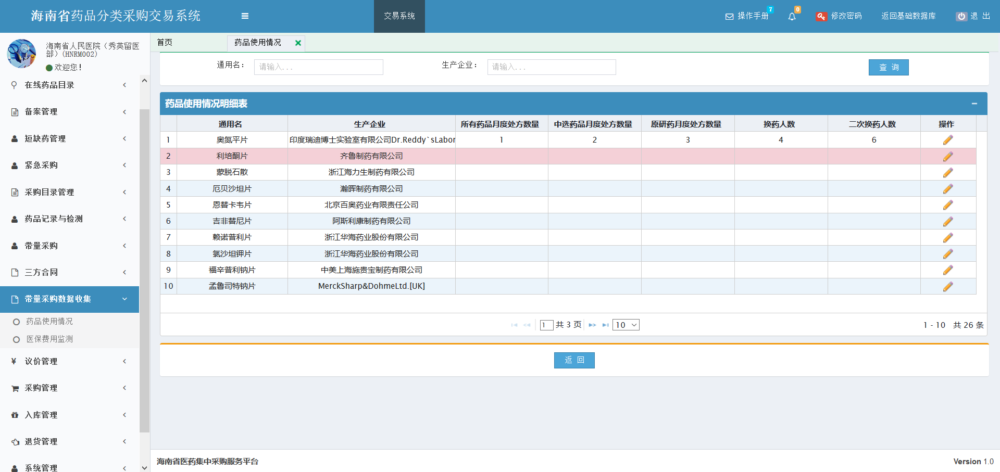 海南省药品分类采购交易系统
交易系统
操作手册 7
0
修改密码
返回基础数据库
退 出
海南省人民医院（秀英留医部）(HNRM002)
欢迎您！
首页
药品使用情况
在线药品目录
备案管理
短缺药管理
紧急采购
采购目录管理
药品记录与检测
带量采购
三方合同
带量采购数据收集
药品使用情况
医保费用监测
¥ 议价管理
采购管理
入库管理
退货管理
系统管理
通用名： 请输入...
生产企业： 请输入...
查 询
药品使用情况明细表
通用名 生产企业 所有药品月度处方数量 中选药品月度处方数量 原研药月度处方数量 换药人数 二次换药人数 操作
1 奥氮平片 印度瑞迪博士实验室有限公司Dr.Reddy`sLabor 1 2 3 4 6
2 利培酮片 齐鲁制药有限公司
3 蒙脱石散 浙江海力生制药有限公司
4 厄贝沙坦片 瀚晖制药有限公司
5 恩替卡韦片 北京百奥药业有限责任公司
6 吉非替尼片 阿斯利康制药有限公司
7 赖诺普利片 浙江华海药业股份有限公司
8 氯沙坦钾片 浙江华海药业股份有限公司
9 福辛普利钠片 中美上海施贵宝制药有限公司
10 孟鲁司特钠片 MerckSharp&DohmeLtd.[UK]
1 共 3 页 10
1 - 10 共 26 条
返 回
海南省医药集中采购服务平台
Version 1.0